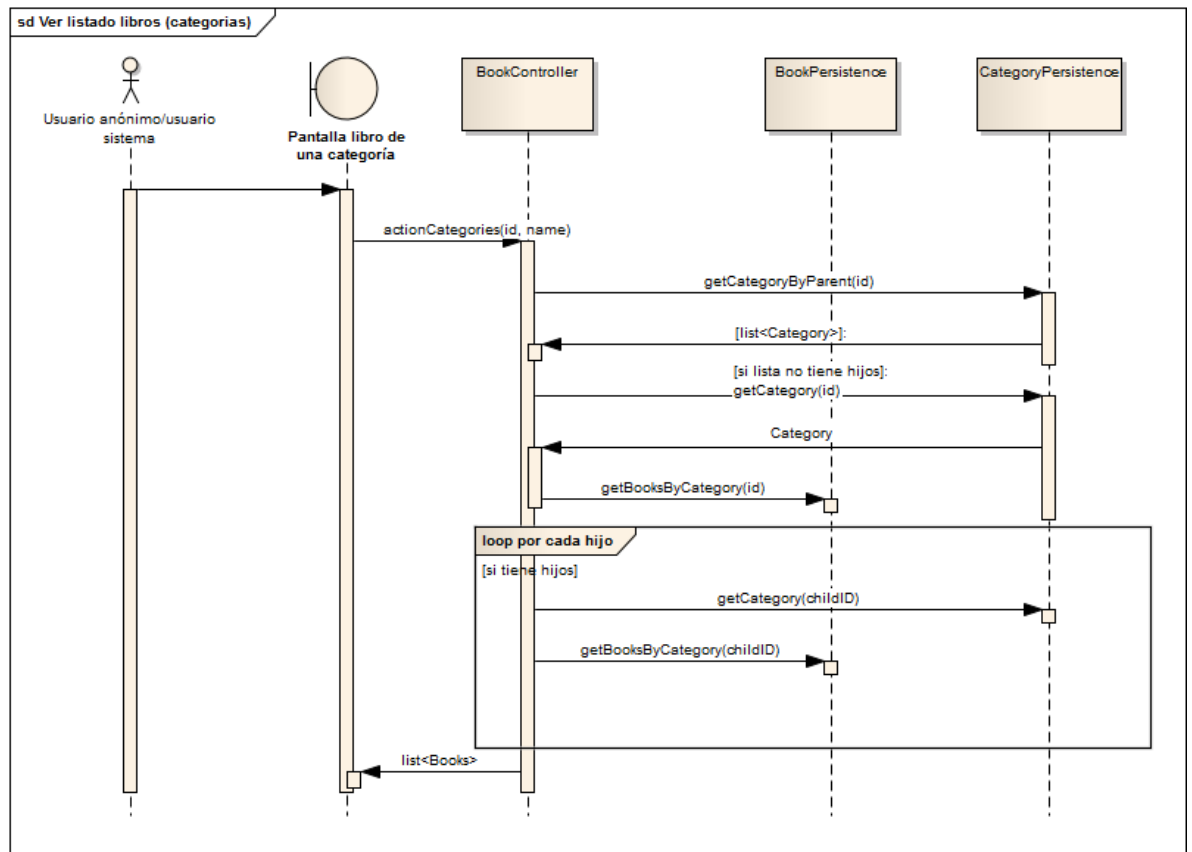 sd Ver listado libros (categorias)
BookController
BookPersistence
CategoryPersistence
Usuario anónimo/usuario
sistema
Pantalla libro de
una categoría
actionCategories(id, name)
getCategoryByParent(id)
[list<Category>]:
[si lista no tiene hijos]:
getCategory(id)
Category
getBooksByCategory(id)
loop por cada hijo
[si tiene hijos]
getCategory(childID)
getBooksByCategory(childID)
list<Books>